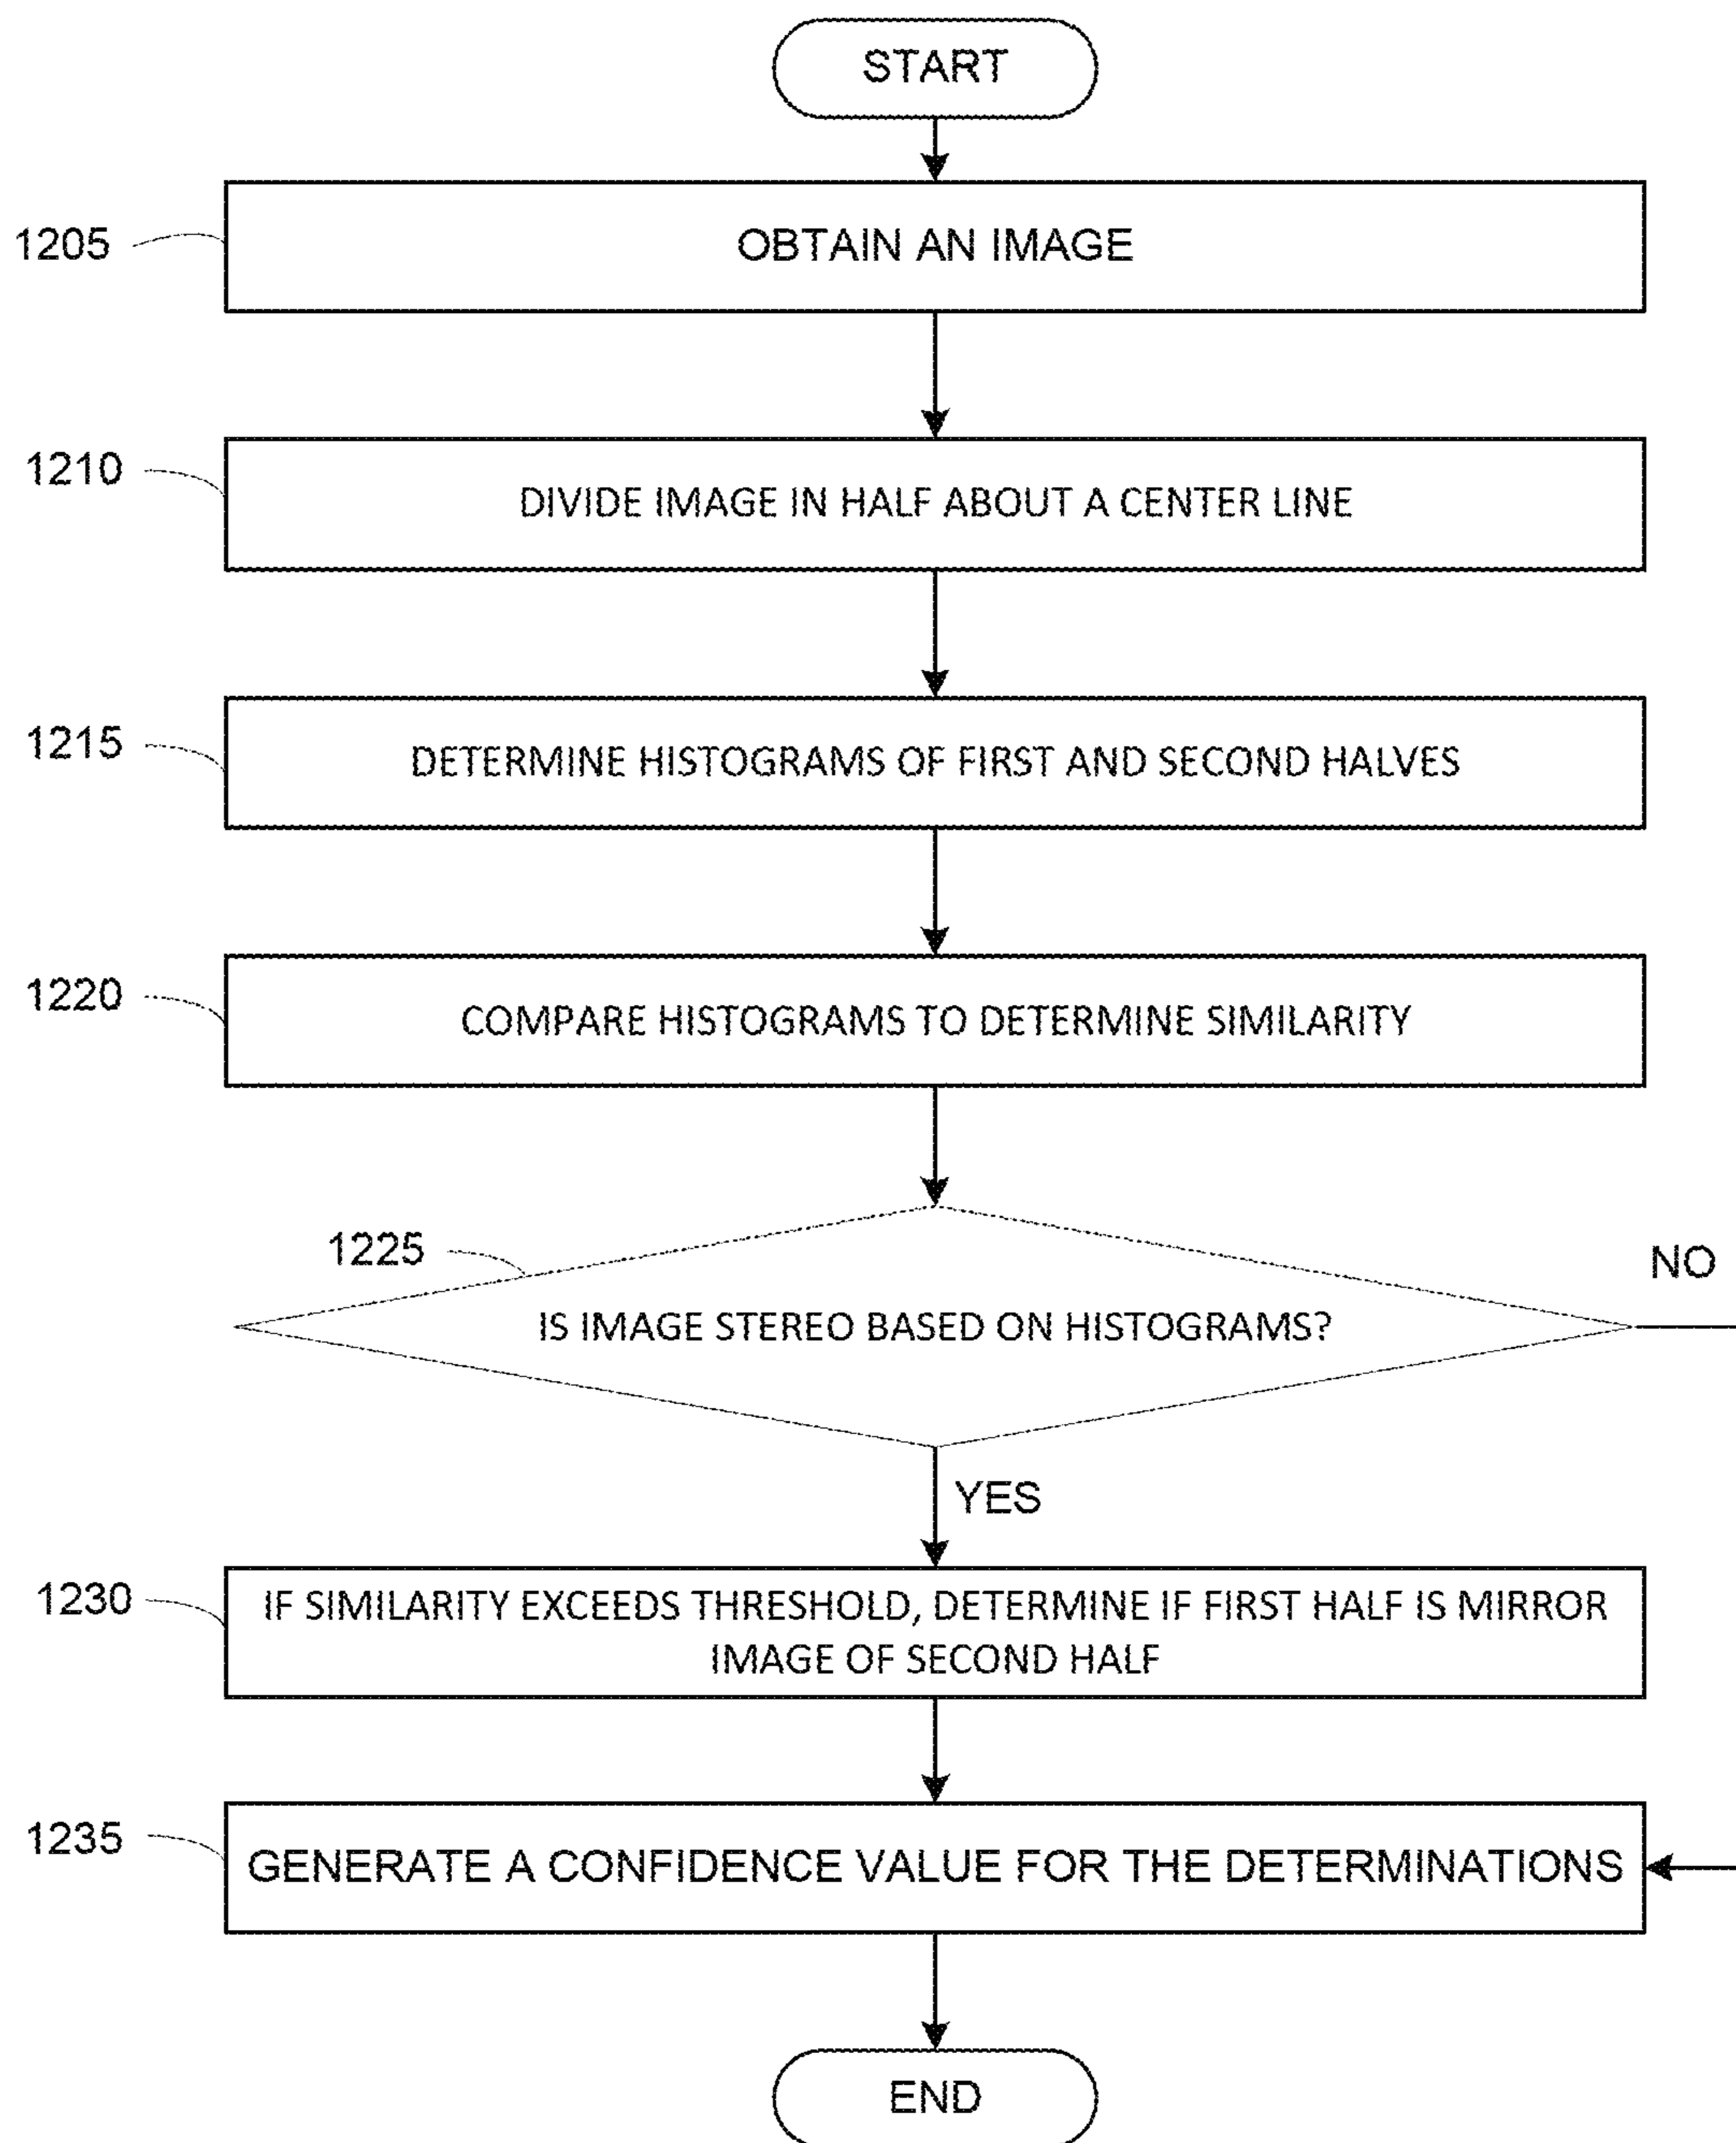 START
1205
OBTAIN AN IMAGE
1210
DIVIDE IMAGE IN HALF ABOUT A CENTER LINE
1215
DETERMINE HISTOGRAMS OF FIRST AND SECOND HALVES
1220
COMPARE HISTOGRAMS TO DETERMINE SIMILARITY
1225
NO
IS IMAGE STEREO BASED ON HISTOGRAMS?
YES
1230
IF SIMILARITY EXCEEDS THRESHOLD, DETERMINE IF FIRST HALF IS MIRROR
IMAGE OF SECOND HALF
1235
GENERATE A CONFIDENCE VALUE FOR THE DETERMINATIONS
END